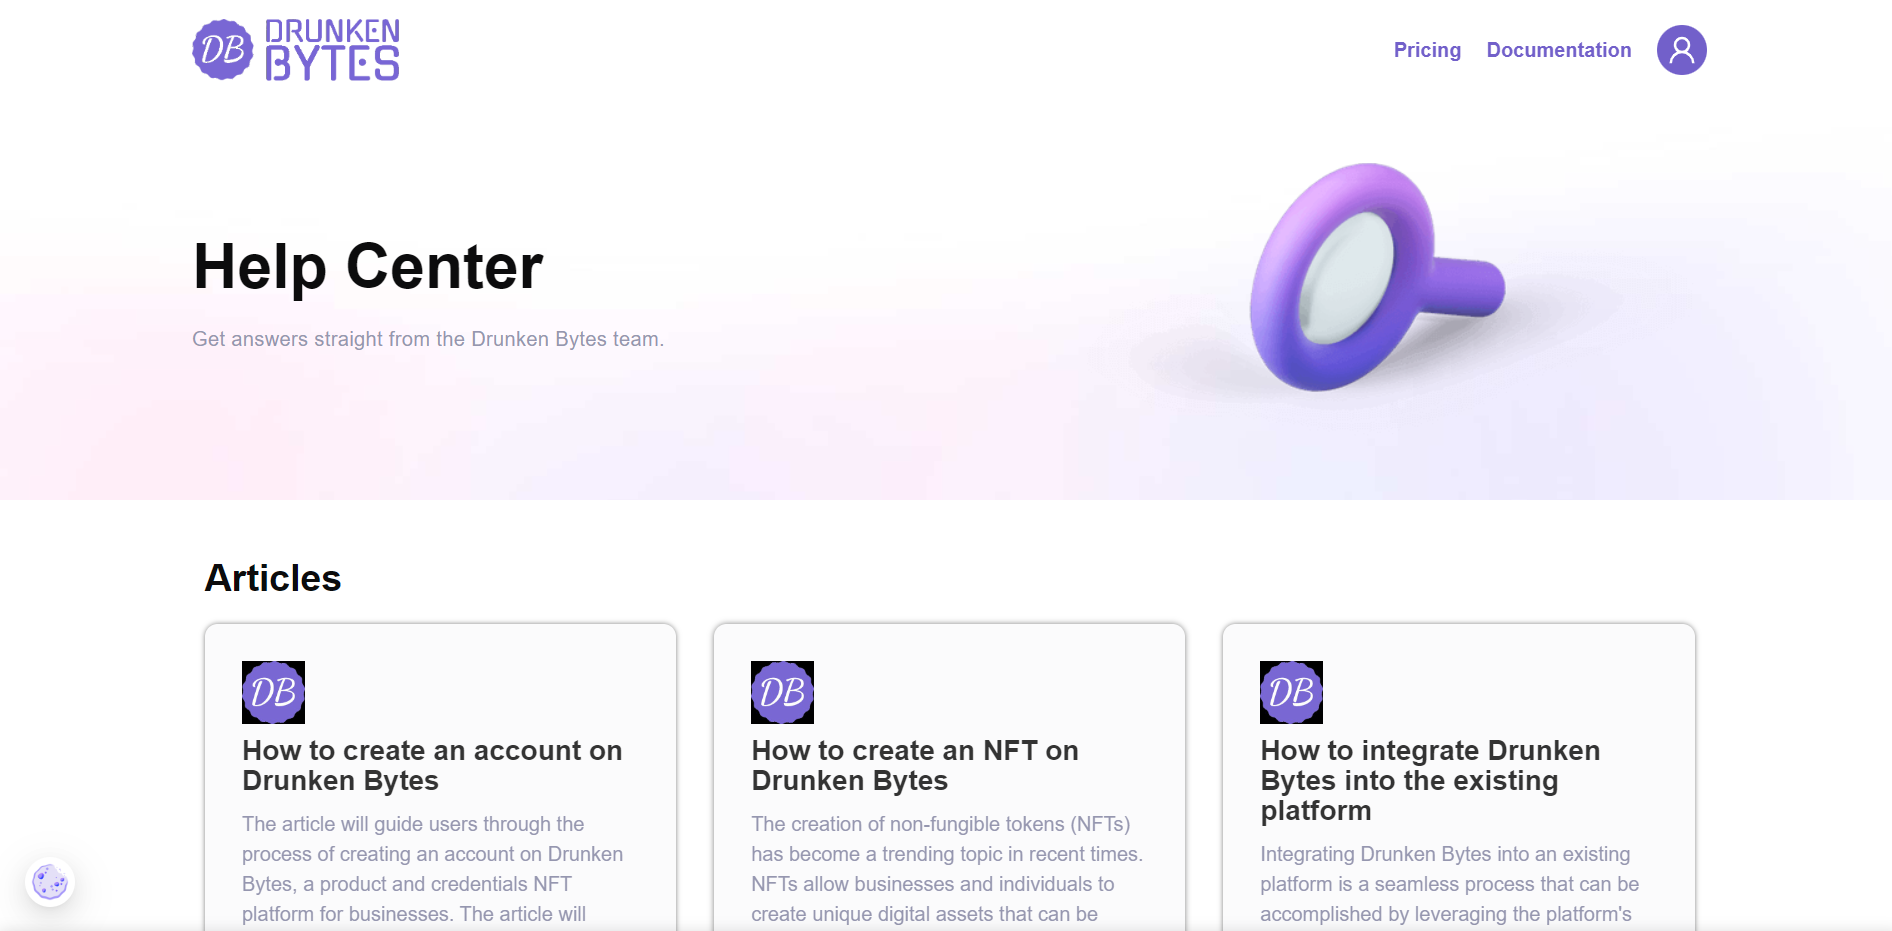 DB DRUNKEN
BYTES
Pricing Documentation
Help Center
Get answers straight from the Drunken Bytes team.
Articles
DB
How to create an account on
Drunken Bytes
The article will guide users through the
process of creating an account on Drunken
Bytes, a product and credentials NFT
platform for businesses. The article will
DB
How to create an NFT on
Drunken Bytes
The creation of non-fungible tokens (NFTs)
has become a trending topic in recent times.
NFTs allow businesses and individuals to
create unique digital assets that can be
DB
How to integrate Drunken
Bytes into the existing
platform
Integrating Drunken Bytes into an existing
platform is a seamless process that can be
accomplished by leveraging the platform's